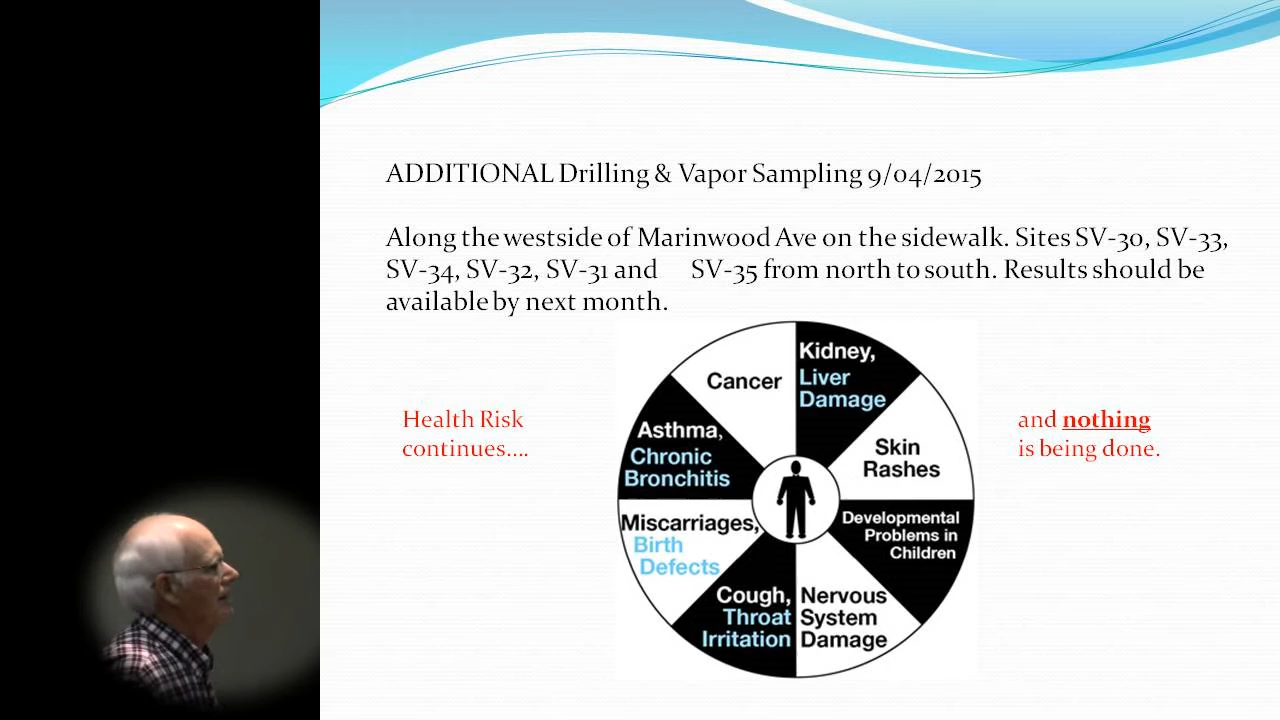 ADDITIONAL Drilling & Vapor Sampling 9/04/2015
Along the westside of Marinwood Ave on the sidewalk. Sites SV-30, SV-33,
SV-34, SV-32, SV-31 and SV-35 from north to south. Results should be
available by next month.
Health Risk
continues....
Kidney,
Liver
Damage
Skin
Rashes
Developmental
Problems in
Children
Nervous
System
Damage
Cough,
Throat
Irritation
Miscarriages,
Birth
Defects
Asthma,
Chronic
Bronchitis
Cancer
and nothing
is being done.